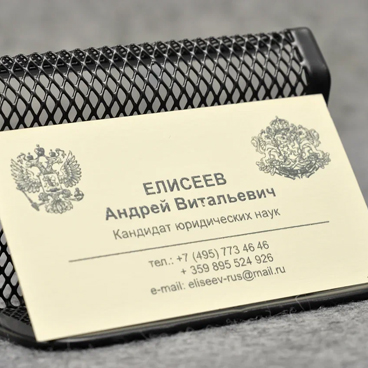 ЕЛИСЕЕВ
Андрей Витальевич
Кандидат юридических наук
тел.: +7 (495) 773 46 46
+ 359 895 524 926
e-mail: eliseev-rus@mail.ru